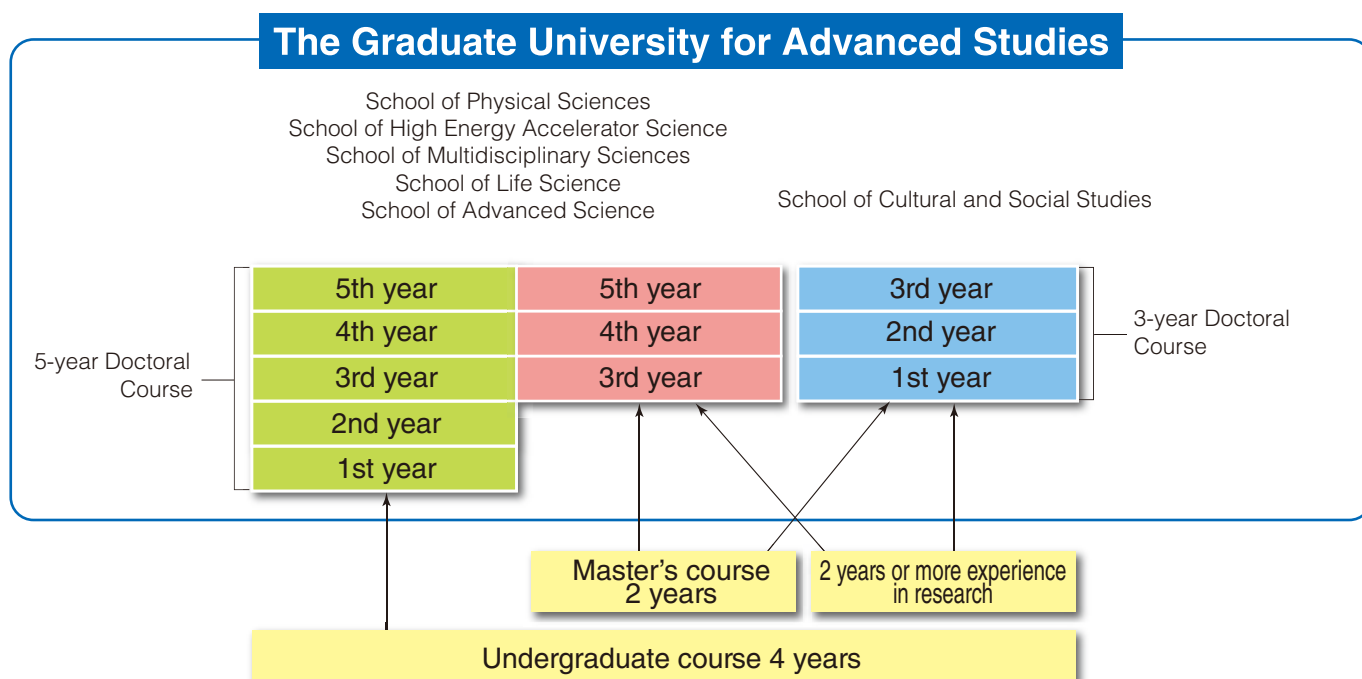 The Graduate University for Advanced Studies
School of Physical Sciences
School of High Energy Accelerator Science
School of Multidisciplinary Sciences
School of Life Science
School of Advanced Science
School of Cultural and Social Studies
5-year Doctoral
Course
5th year
4th year
3rd year
2nd year
1st year
5th year
4th year
3rd year
3rd year
2nd year
1st year
3-year Doctoral
Course
Master's course
2 years
2 years or more experience
in research
Undergraduate course 4 years